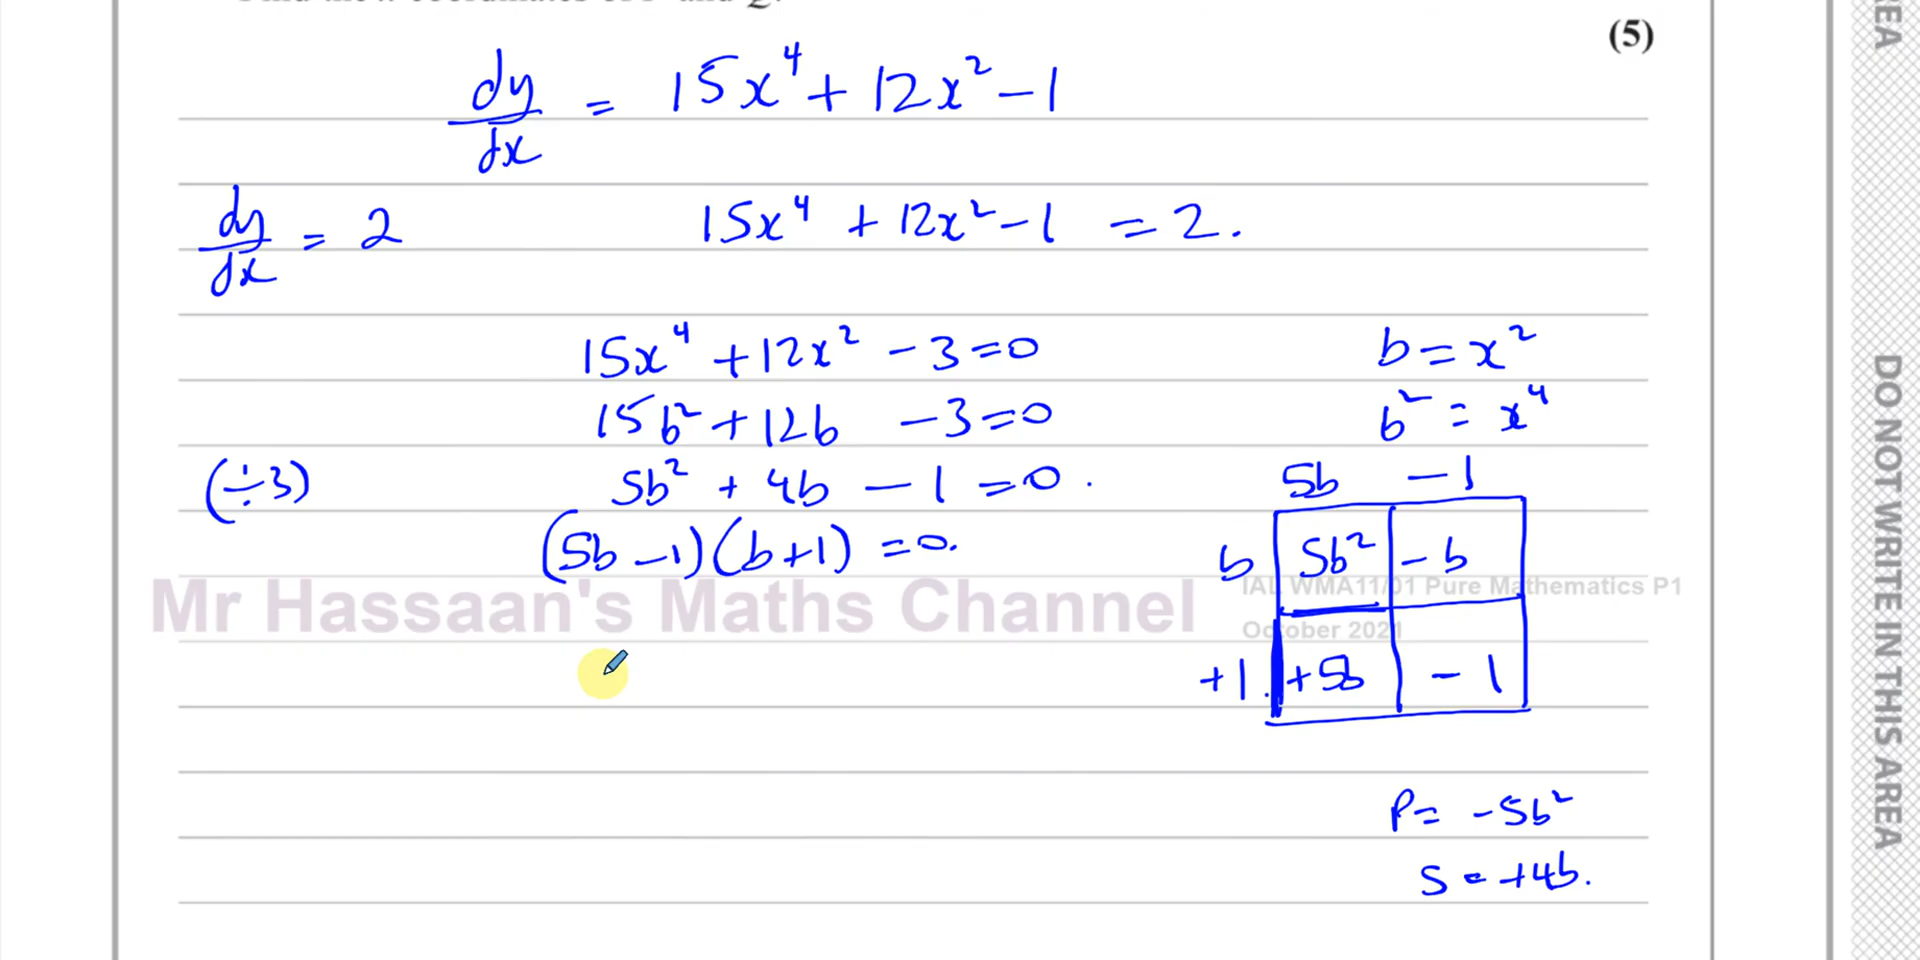 (5)
dy/dx = 15x⁴ + 12x² − 1
dy/dx = 2 15x⁴ + 12x² − 1 = 2.
15x⁴ + 12x² − 3 = 0 b = x²
15b² + 12b − 3 = 0 b² = x⁴
(÷3) 5b² + 4b − 1 = 0. 5b − 1
(5b − 1)(b + 1) = 0. b 5b² − b
Mr Hassaan's Maths Channel
IAL WMA11/01 Pure Mathematics P1
October 2021
+1 +5b − 1
P = −5b²
S = +4b.
AREA
DO NOT WRITE IN THIS AREA